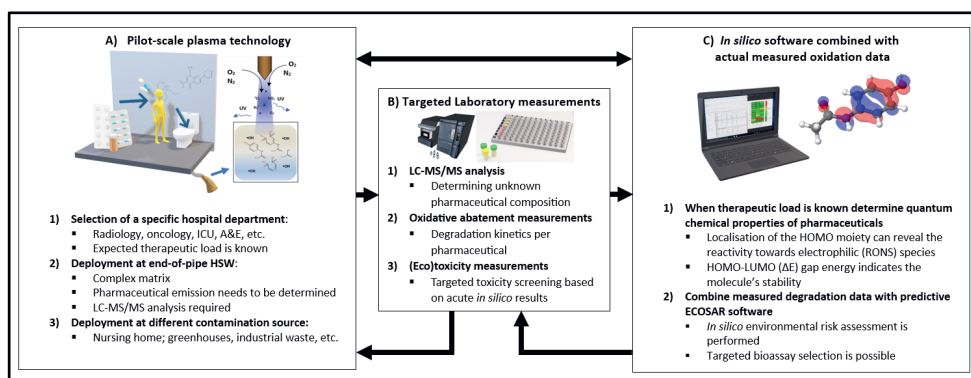 A) Pilot-scale plasma technology
O2
N2
O2
N2
UV
UV
•OH
•OH
•OH
•OH
1) Selection of a specific hospital department:
▪ Radiology, oncology, ICU, A&E, etc.
▪ Expected therapeutic load is known
2) Deployment at end-of-pipe HSW:
▪ Complex matrix
▪ Pharmaceutical emission needs to be determined
▪ LC-MS/MS analysis required
3) Deployment at different contamination source:
▪ Nursing home; greenhouses, industrial waste, etc.
B) Targeted Laboratory measurements
1) LC-MS/MS analysis
▪ Determining unknown
pharmaceutical composition
2) Oxidative abatement measurements
▪ Degradation kinetics per
pharmaceutical
3) (Eco)toxicity measurements
▪ Targeted toxicity screening based
on acute in silico results
C) In silico software combined with
actual measured oxidation data
1) When therapeutic load is known determine quantum
chemical properties of pharmaceuticals
▪ Localisation of the HOMO moiety can reveal the
reactivity towards electrophilic (RONS) species
▪ HOMO-LUMO (ΔE) gap energy indicates the
molecule's stability
2) Combine measured degradation data with predictive
ECOSAR software
▪ In silico environmental risk assessment is
performed
▪ Targeted bioassay selection is possible